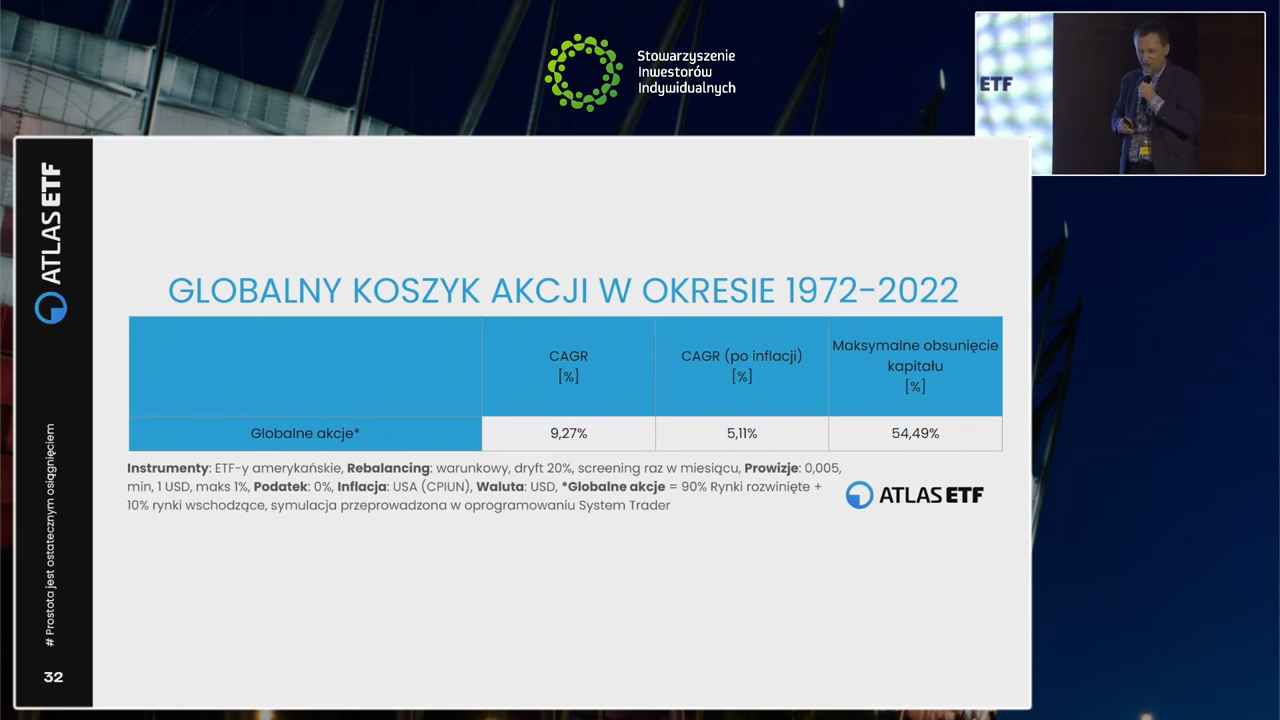 Stowarzyszenie
Inwestorów
Indywidualnych
ETF
ATLAS ETF
GLOBALNY KOSZYK AKCJI W OKRESIE 1972-2022
CAGR
[%]
CAGR (po inflacji)
[%]
Maksymalne obsunięcie
kapitału
[%]
Globalne akcje*
9,27%
5,11%
54,49%
Instrumenty: ETF-y amerykańskie, Rebalancing: warunkowy, dryft 20%, screening raz w miesiącu, Prowizje: 0,005,
min, 1 USD, maks 1%, Podatek: 0%, Inflacja: USA (CPIUN), Waluta: USD, *Globalne akcje = 90% Rynki rozwinięte +
10% rynki wschodzące, symulacja przeprowadzona w oprogramowaniu System Trader
ATLAS ETF
# Prostota jest ostatecznym osiągnięciem
32